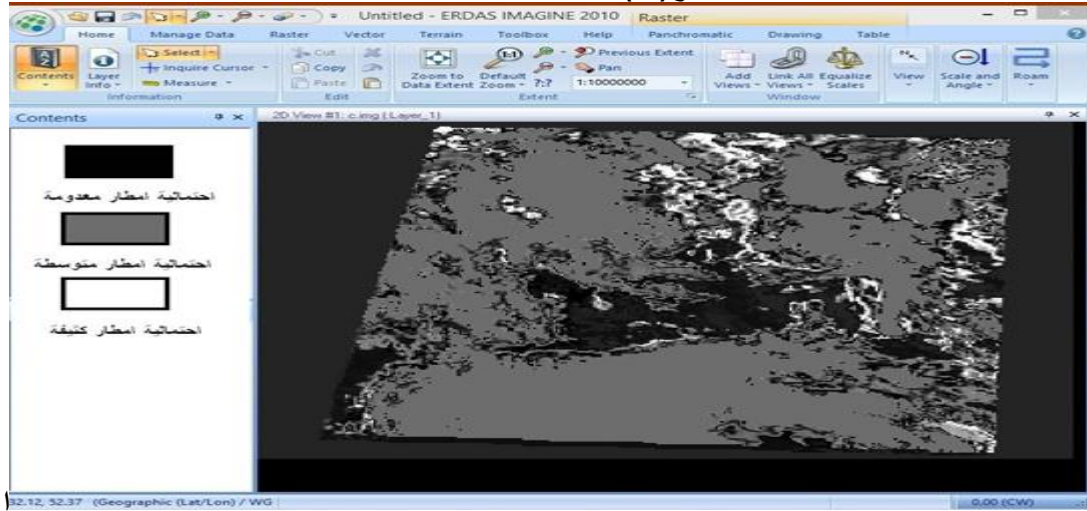 Untitled - ERDAS IMAGINE 2010 Raster
Home Manage Data Raster Vector Terrain Toolbox Help Panchromatic Drawing Table
Contents
Layer Info
Select
Inquire Cursor
Measure
Information
Cut
Copy
Paste
Edit
Zoom to Data Extent
Default Zoom
?:?
Previous Extent
Pan
1:10000000
Extent
Add Views
Link All Views
Equalize Scales
Window
View
Scale and Angle
Roam
Contents
2D View #1: c.img (:Layer_1)
احتمالية امطار معدومة
احتمالية امطار متوسطة
احتمالية امطار كثيفة
32.12, 52.37 (Geographic (Lat/Lon) / WG
0.00 (CW)